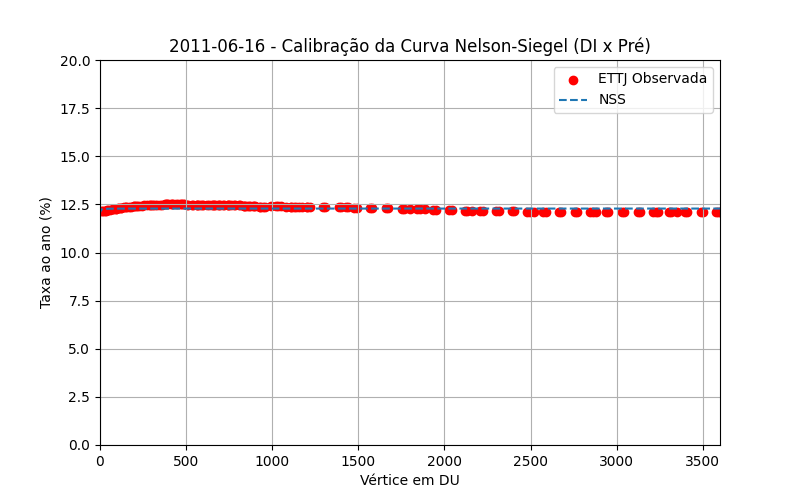 2011-06-16 - Calibração da Curva Nelson-Siegel (DI x Pré)
ETTJ Observada
NSS
Taxa ao ano (%)
20.0
17.5
15.0
12.5
10.0
7.5
5.0
2.5
0.0
0 500 1000 1500 2000 2500 3000 3500
Vértice em DU